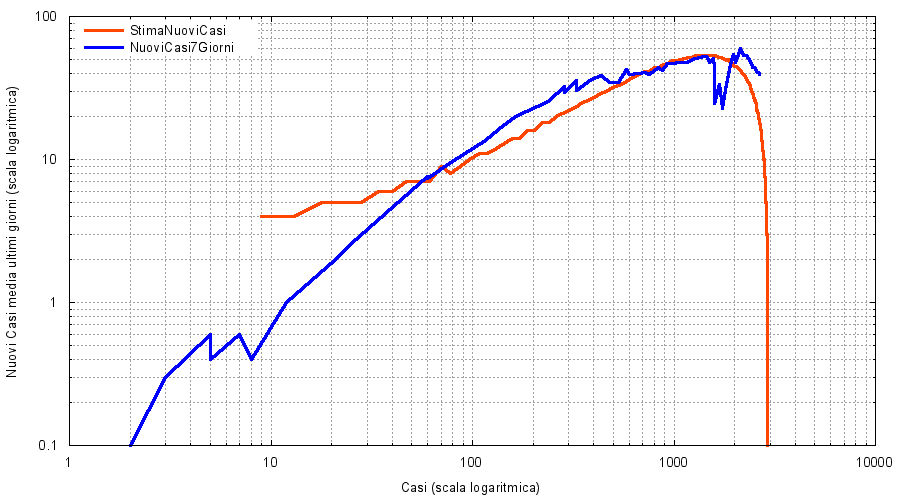 100
StimaNuoviCasi
NuoviCasi7Giorni
10
1
0.1
Nuovi Casi media ultimi giorni (scala logaritmica)
1
10
100
1000
10000
Casi (scala logaritmica)